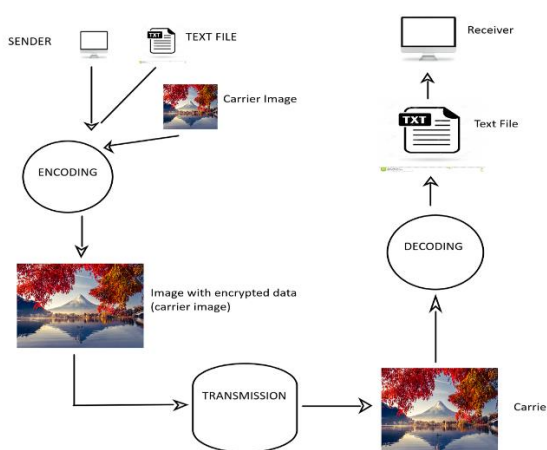 SENDER
TXT
TEXT FILE
Carrier Image
ENCODING
Image with encrypted data
(carrier image)
TRANSMISSION
Carrie
DECODING
TXT
Text File
Receiver